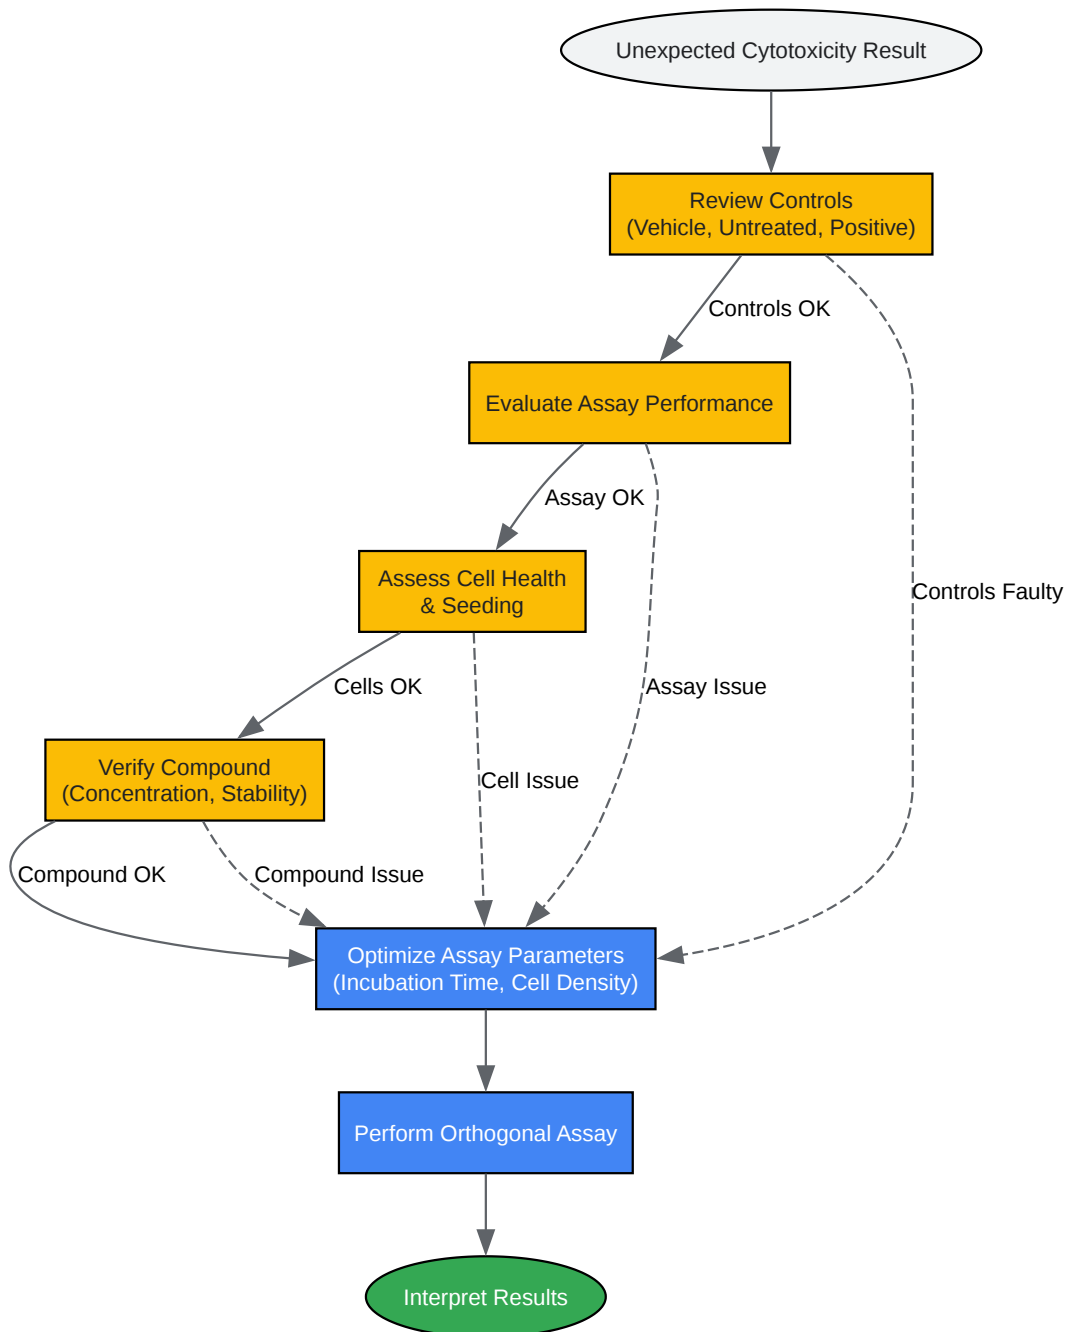 Unexpected Cytotoxicity Result
Review Controls
(Vehicle, Untreated, Positive)
Controls OK
Evaluate Assay Performance
Assay OK
Assess Cell Health
& Seeding
Controls Faulty
Cells OK
Assay Issue
Verify Compound
(Concentration, Stability)
Cell Issue
Compound OK
Compound Issue
Optimize Assay Parameters
(Incubation Time, Cell Density)
Perform Orthogonal Assay
Interpret Results